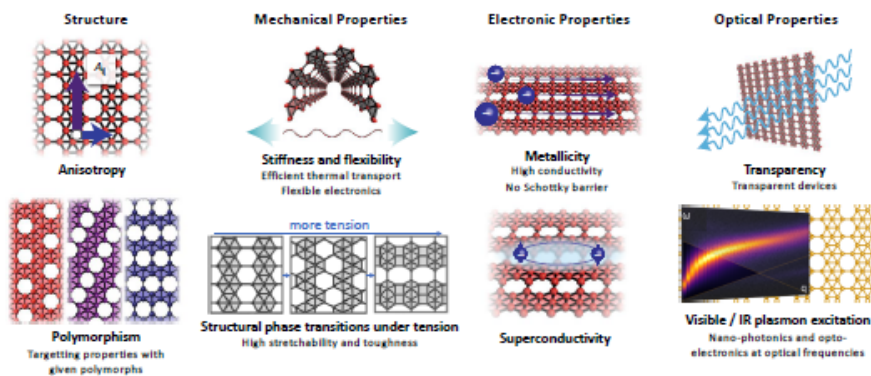 Structure
Mechanical Properties
Electronic Properties
Optical Properties
Anisotropy
Stiffness and flexibility
Efficient thermal transport
Flexible electronics
Metallicity
High conductivity
No Schottky barrier
Transparency
Transparent devices
more tension
Polymorphism
Targetting properties with
given polymorphs
Structural phase transitions under tension
High stretchability and toughness
Superconductivity
Visible / IR plasmon excitation
Nano-photonics and opto-
electronics at optical frequencies